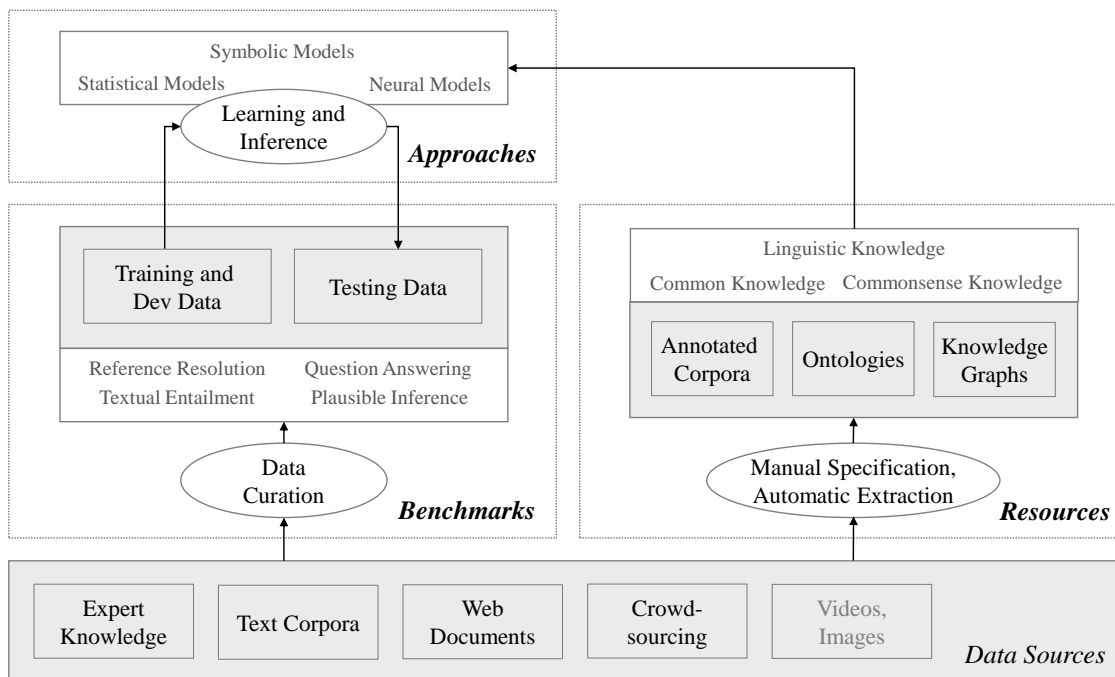 Symbolic Models
Statistical Models
Neural Models
Learning and
Inference
Approaches
Training and
Dev Data
Testing Data
Reference Resolution
Question Answering
Textual Entailment
Plausible Inference
Data
Curation
Benchmarks
Linguistic Knowledge
Common Knowledge
Commonsense Knowledge
Annotated
Corpora
Ontologies
Knowledge
Graphs
Manual Specification,
Automatic Extraction
Resources
Expert
Knowledge
Text Corpora
Web
Documents
Crowd-
sourcing
Videos,
Images
Data Sources